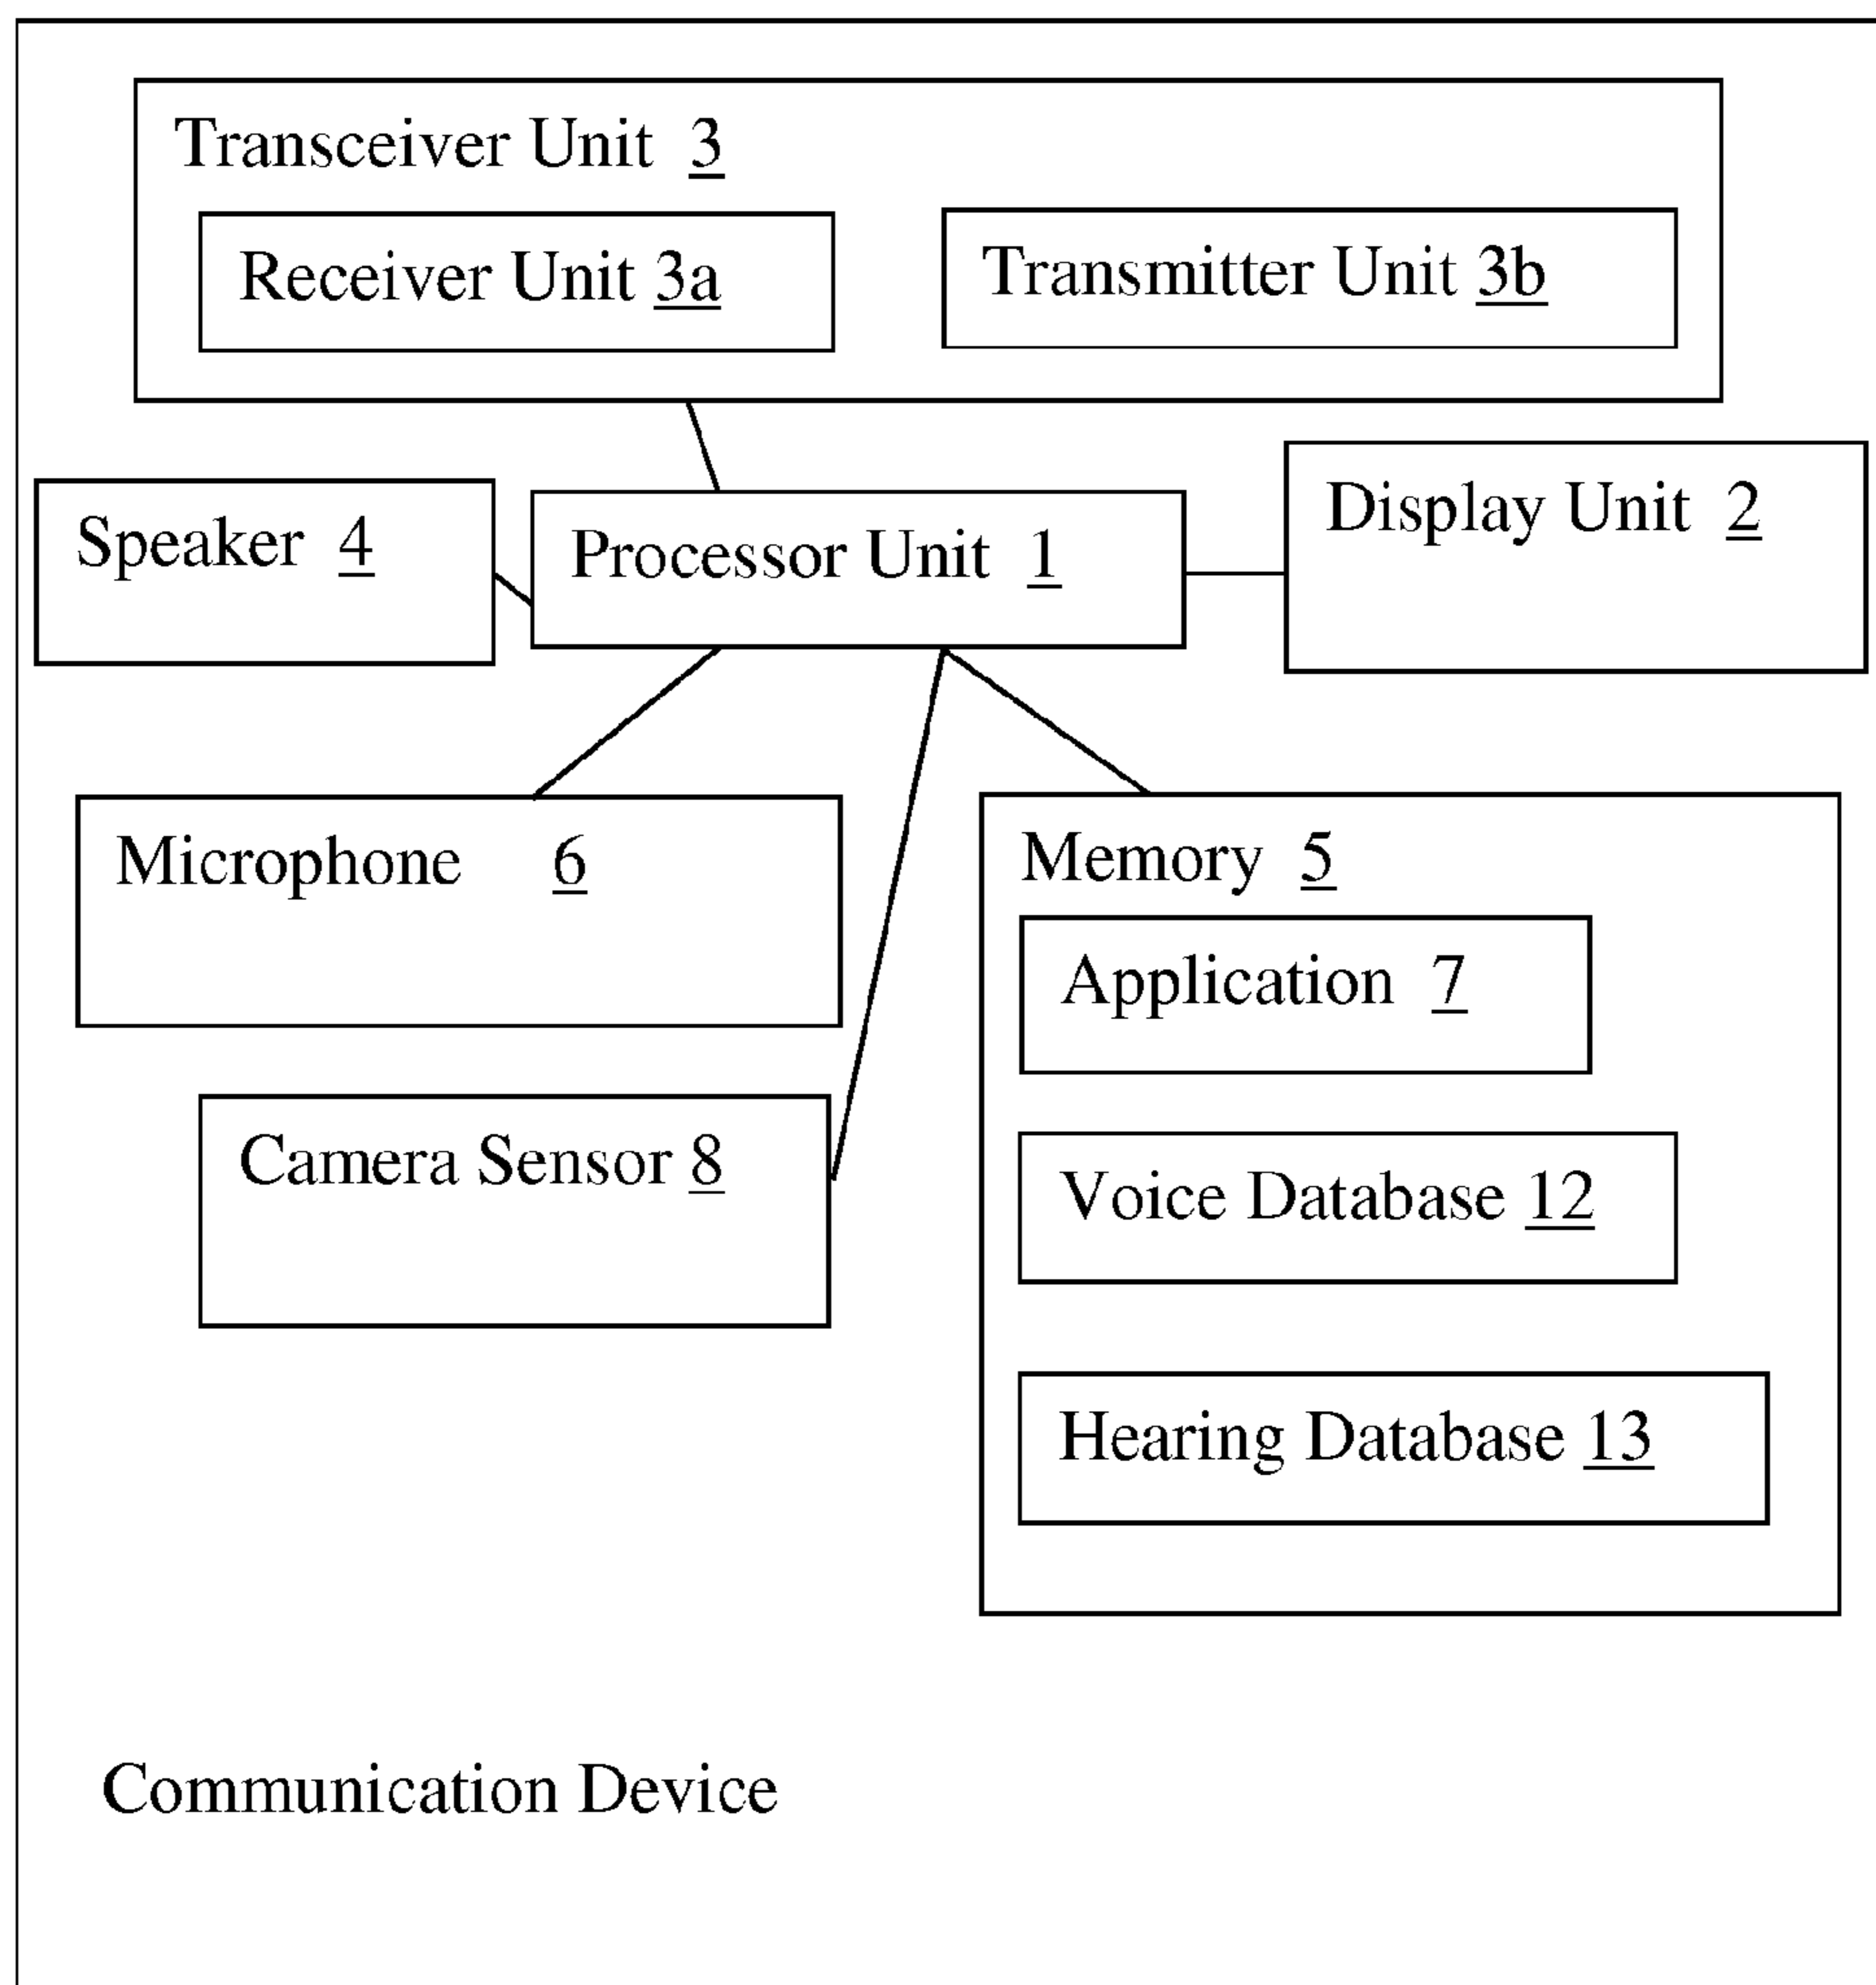 Transceiver Unit 3
Receiver Unit 3a
Transmitter Unit 3b
Speaker 4
Processor Unit 1
Display Unit 2
Microphone 6
Memory 5
Application 7
Camera Sensor 8
Voice Database 12
Hearing Database 13
Communication Device